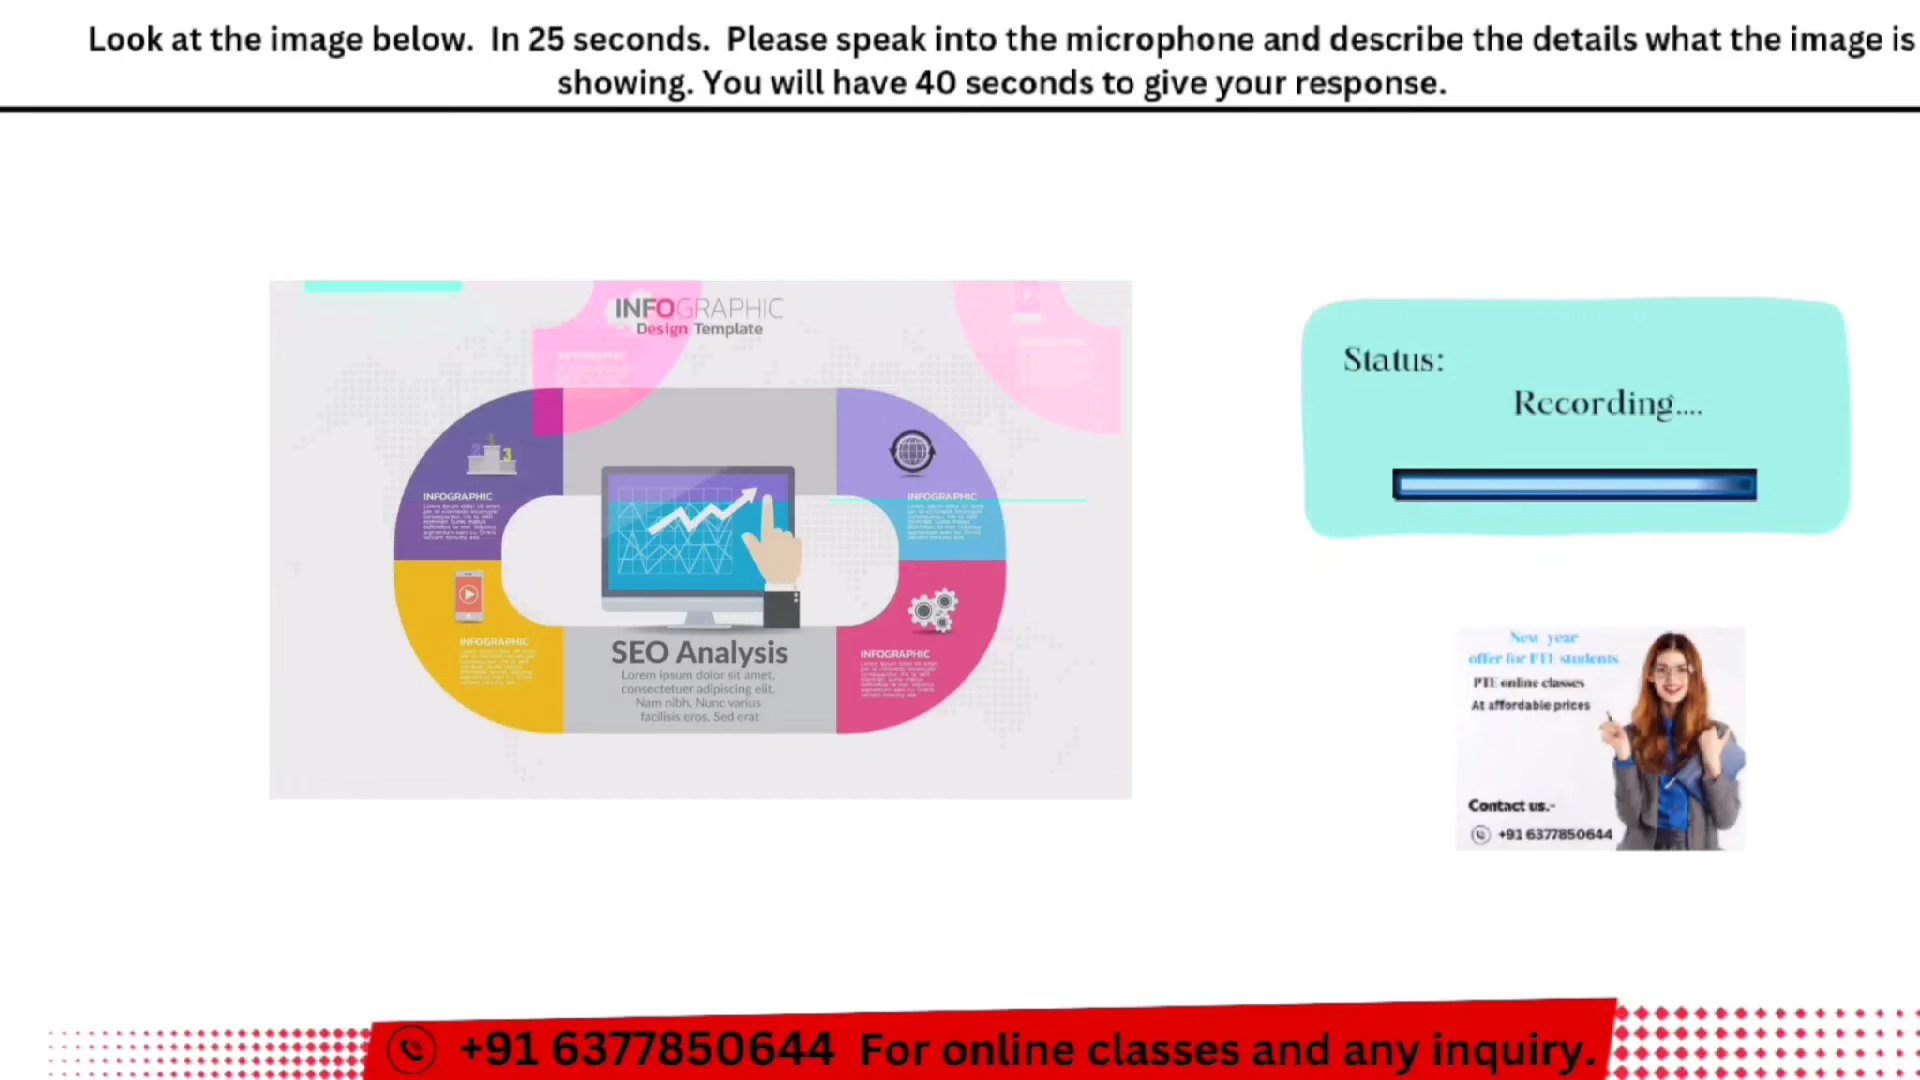 Look at the image below.  In 25 seconds.  Please speak into the microphone and describe the details what the image is
showing. You will have 40 seconds to give your response.
INFOGRAPHIC
Design Template
INFOGRAPHIC
3
INFOGRAPHIC
INFOGRAPHIC
INFOGRAPHIC
INFOGRAPHIC
SEO Analysis
Lorem ipsum dolor sit amet,
consectetuer adipiscing elit.
Nam nibh. Nunc varius
facilisis eros. Sed erat
Status:
Recording....
New year
offer for PTE students
PTE online classes
At affordable prices
Contact us.-
+91 6377850644
+91 6377850644  For online classes and any inquiry.